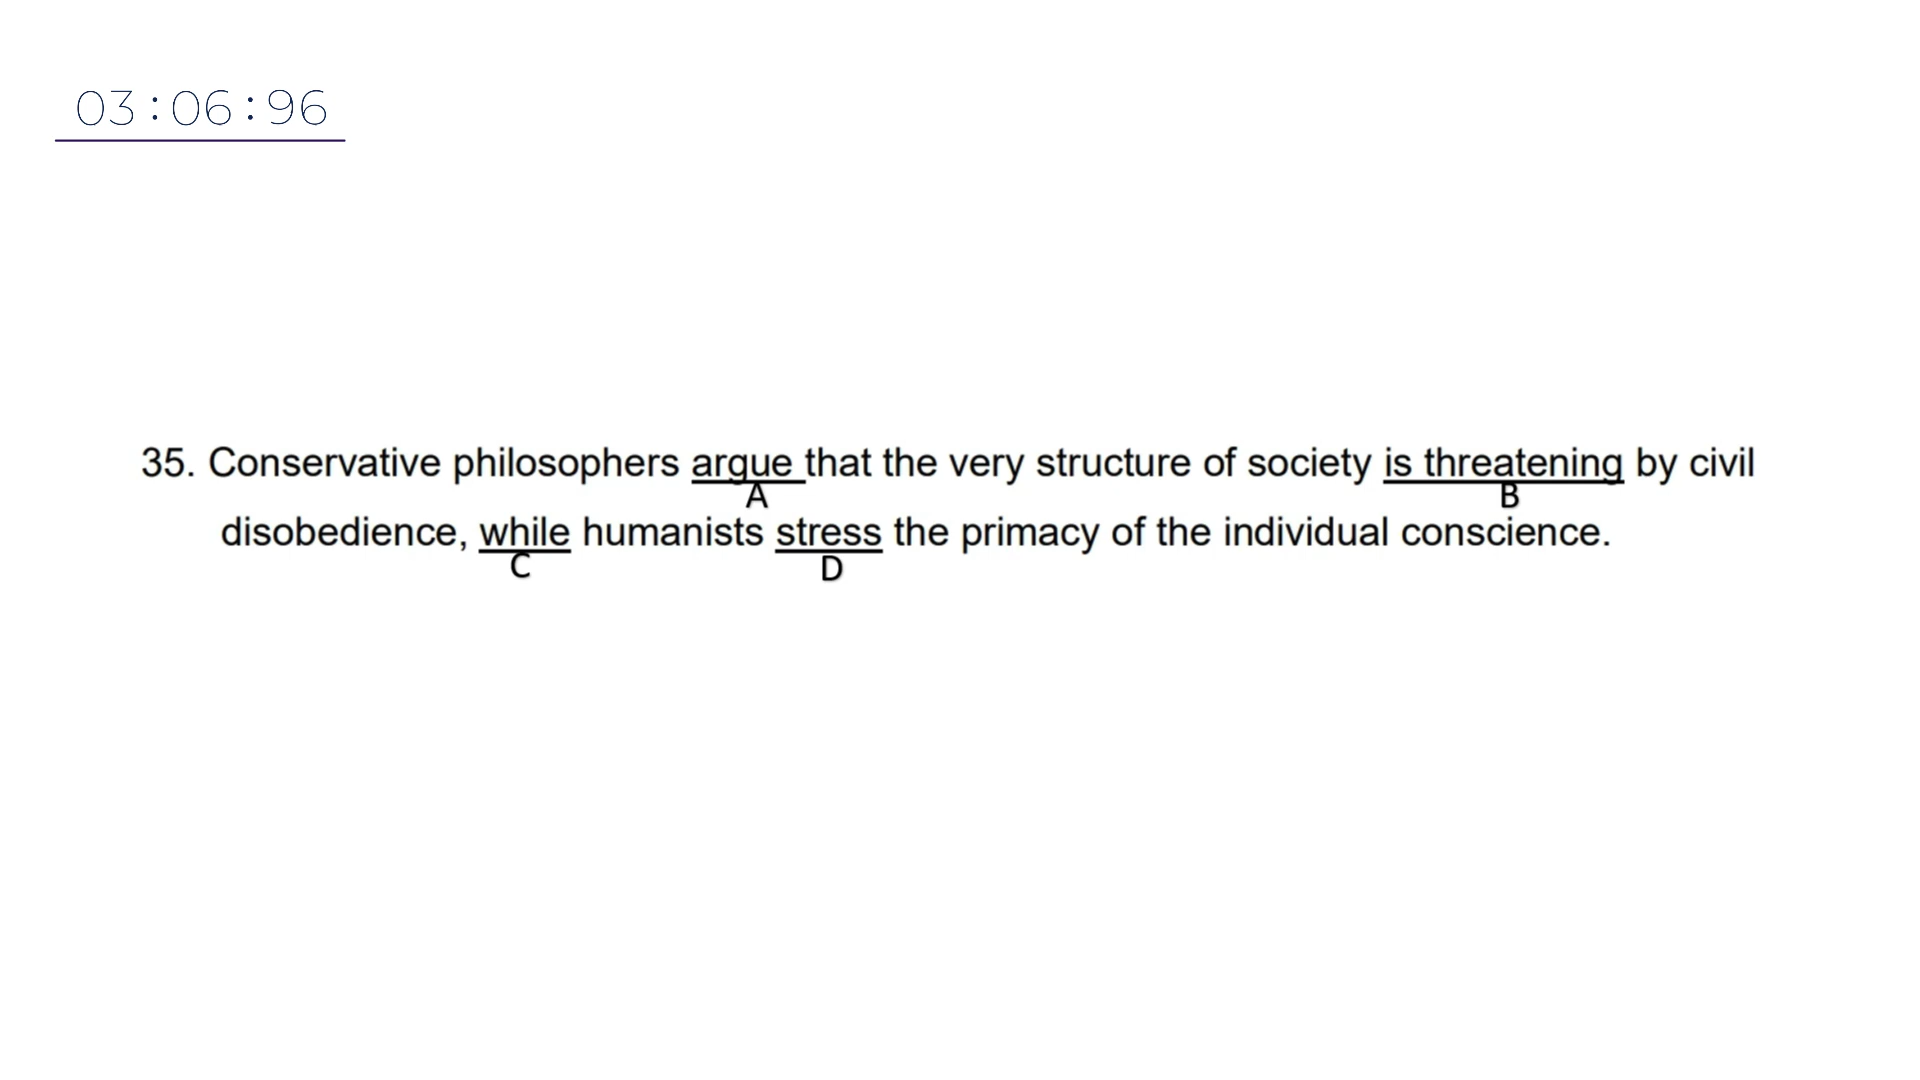 03:06:96
35. Conservative philosophers argue that the very structure of society is threatening by civil
A B
disobedience, while humanists stress the primacy of the individual conscience.
C D